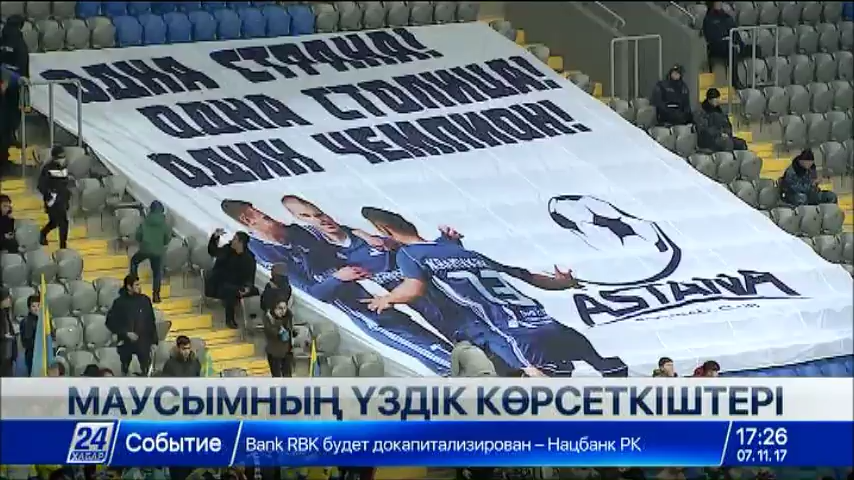 ОДНА СТРАНА!
ОДНА СТОЛИЦА!
ОДИН ЧЕМПИОН!
73
ASTANA
МАУСЫМНЫҢ ҮЗДІК КӨРСЕТКІШТЕРІ
24
ХАБАР
Событие
Bank RBK будет докапитализирован – Нацбанк РК
17:26
07.11.17